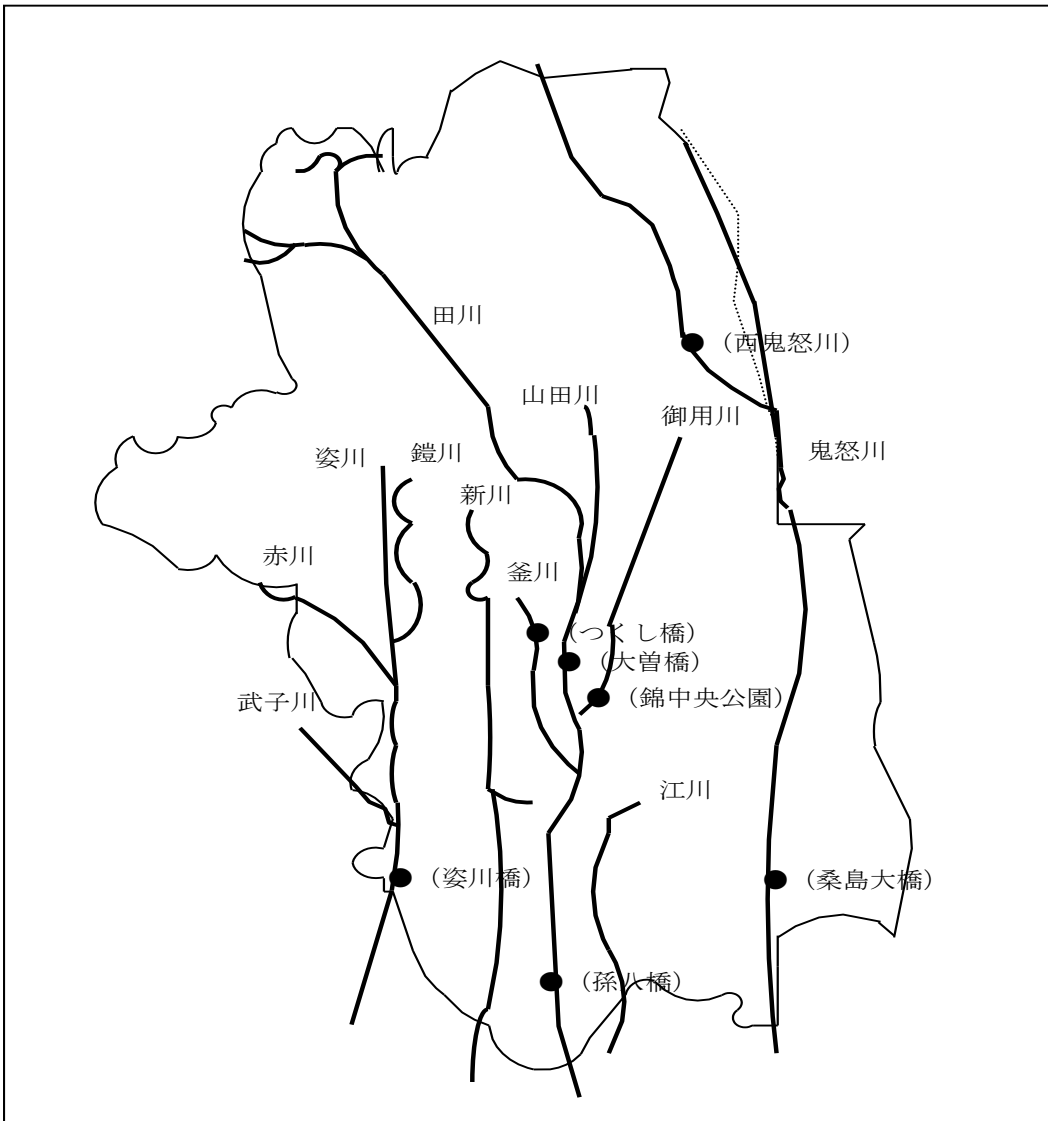 田川
（西鬼怒川）
山田川
御用川
姿川
鎧川
鬼怒川
新川
赤川
釜川
（つくし橋）
（大曽橋）
武子川
（錦中央公園）
江川
（姿川橋）
（桑島大橋）
（孫八橋）